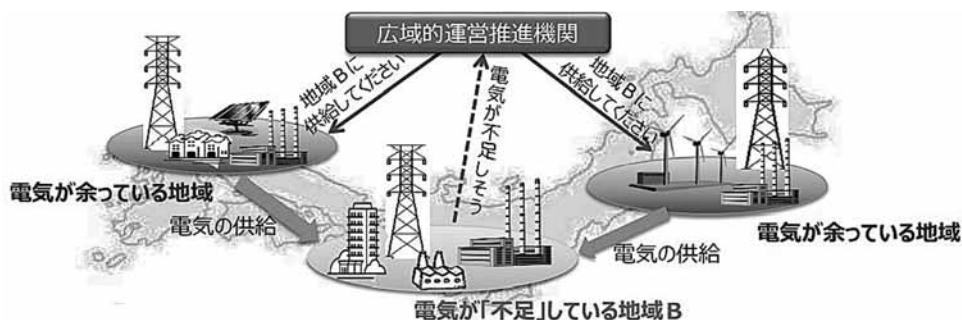 広域的運営推進機関
地域Bに
供給してください
電気が不足しそう
地域Bに
供給してください
電気が余っている地域
電気の供給
電気の供給
電気が余っている地域
電気が「不足」している地域B